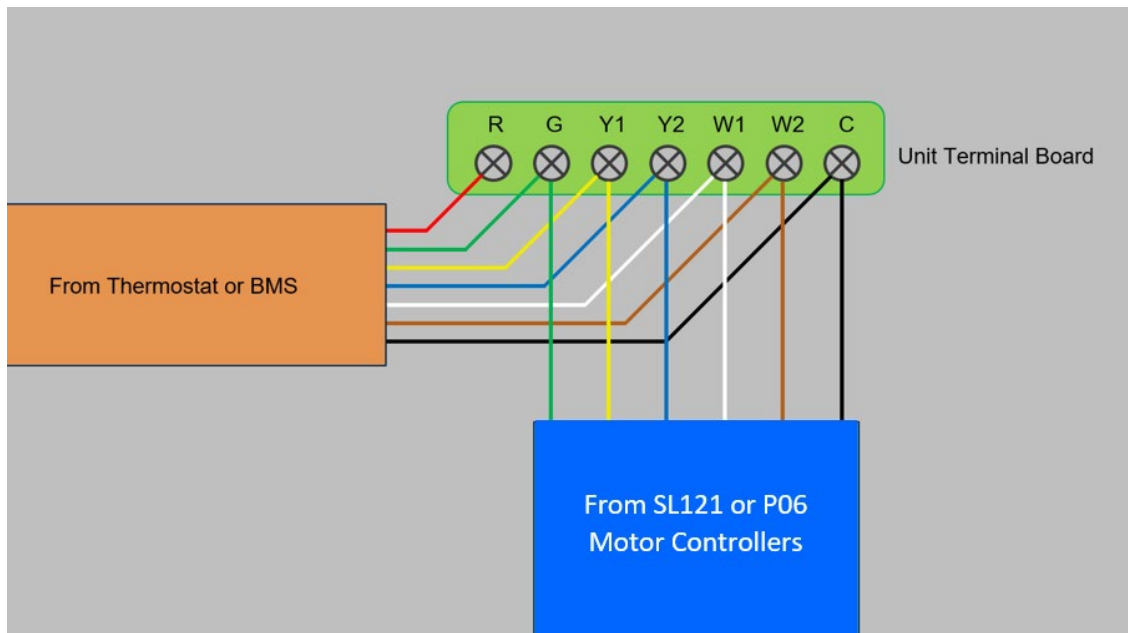 R G Y1 Y2 W1 W2 C
Unit Terminal Board
From Thermostat or BMS
From SL121 or P06
Motor Controllers